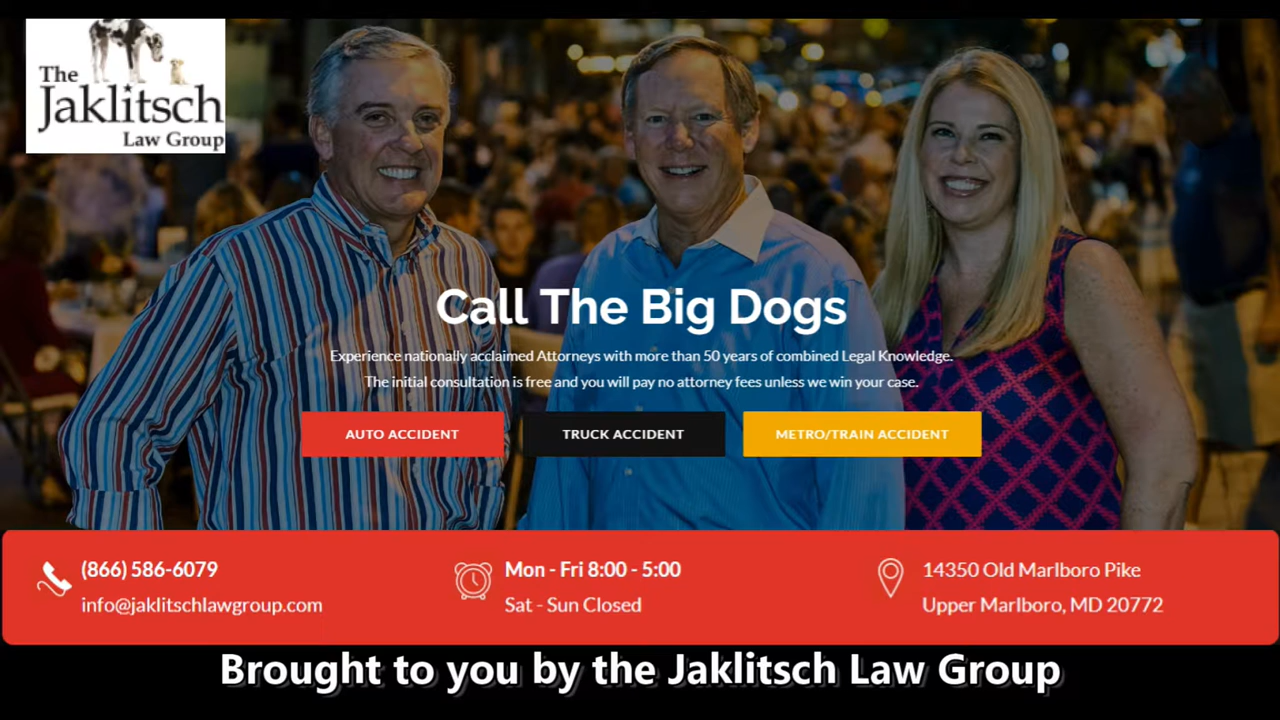 The
Jaklitsch
Law Group
Call The Big Dogs
Experience nationally acclaimed Attorneys with more than 50 years of combined Legal Knowledge.
The initial consultation is free and you will pay no attorney fees unless we win your case.
AUTO ACCIDENT
TRUCK ACCIDENT
METRO/TRAIN ACCIDENT
(866) 586-6079
info@jaklitschlawgroup.com
Mon - Fri 8:00 - 5:00
Sat - Sun Closed
14350 Old Marlboro Pike
Upper Marlboro, MD 20772
Brought to you by the Jaklitsch Law Group